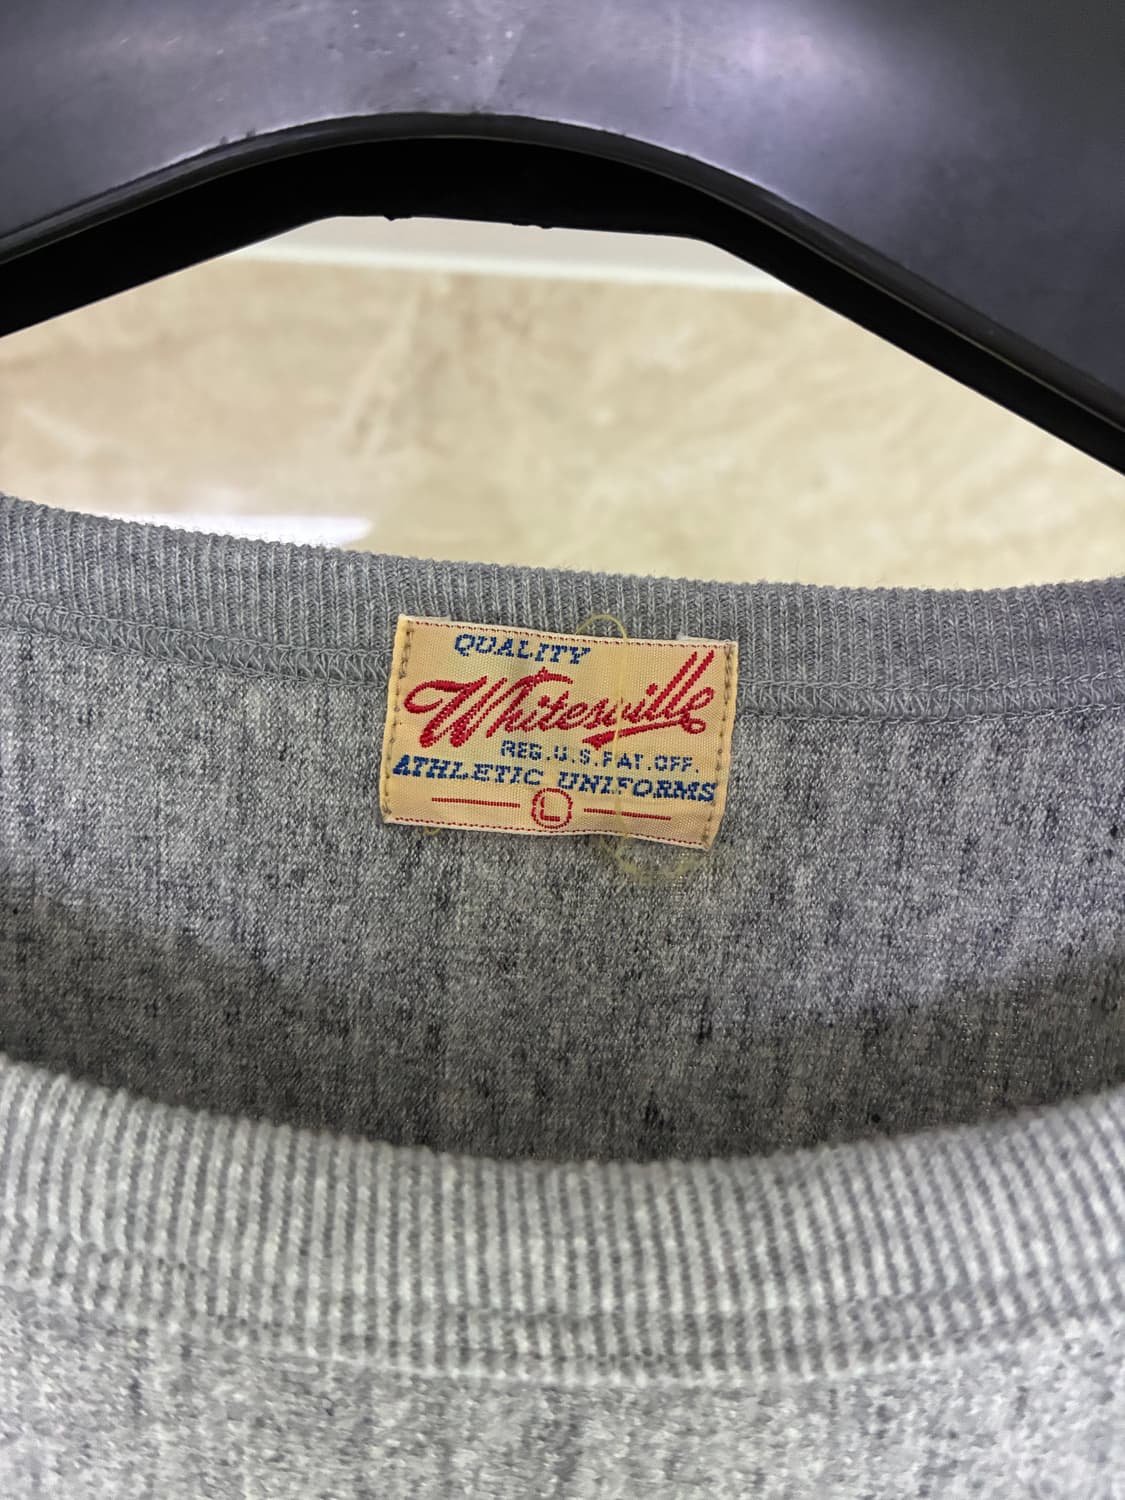 QUALITY
Whitesville
REG.U.S.PAT.OFF.
ATHLETIC UNIFORMS
L